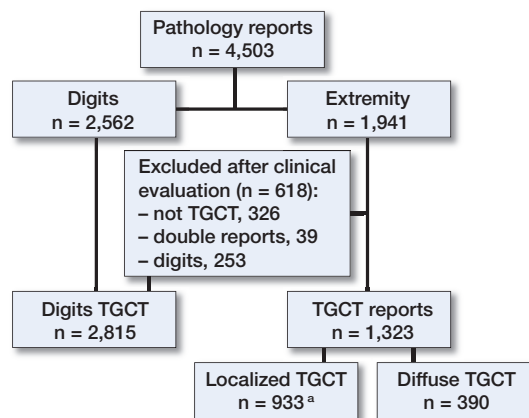 Pathology reports
n = 4,503
Digits
n = 2,562
Extremity
n = 1,941
Excluded after clinical
evaluation (n = 618):
– not TGCT, 326
– double reports, 39
– digits, 253
Digits TGCT
n = 2,815
TGCT reports
n = 1,323
Localized TGCT
n = 933 a
Diffuse TGCT
n = 390